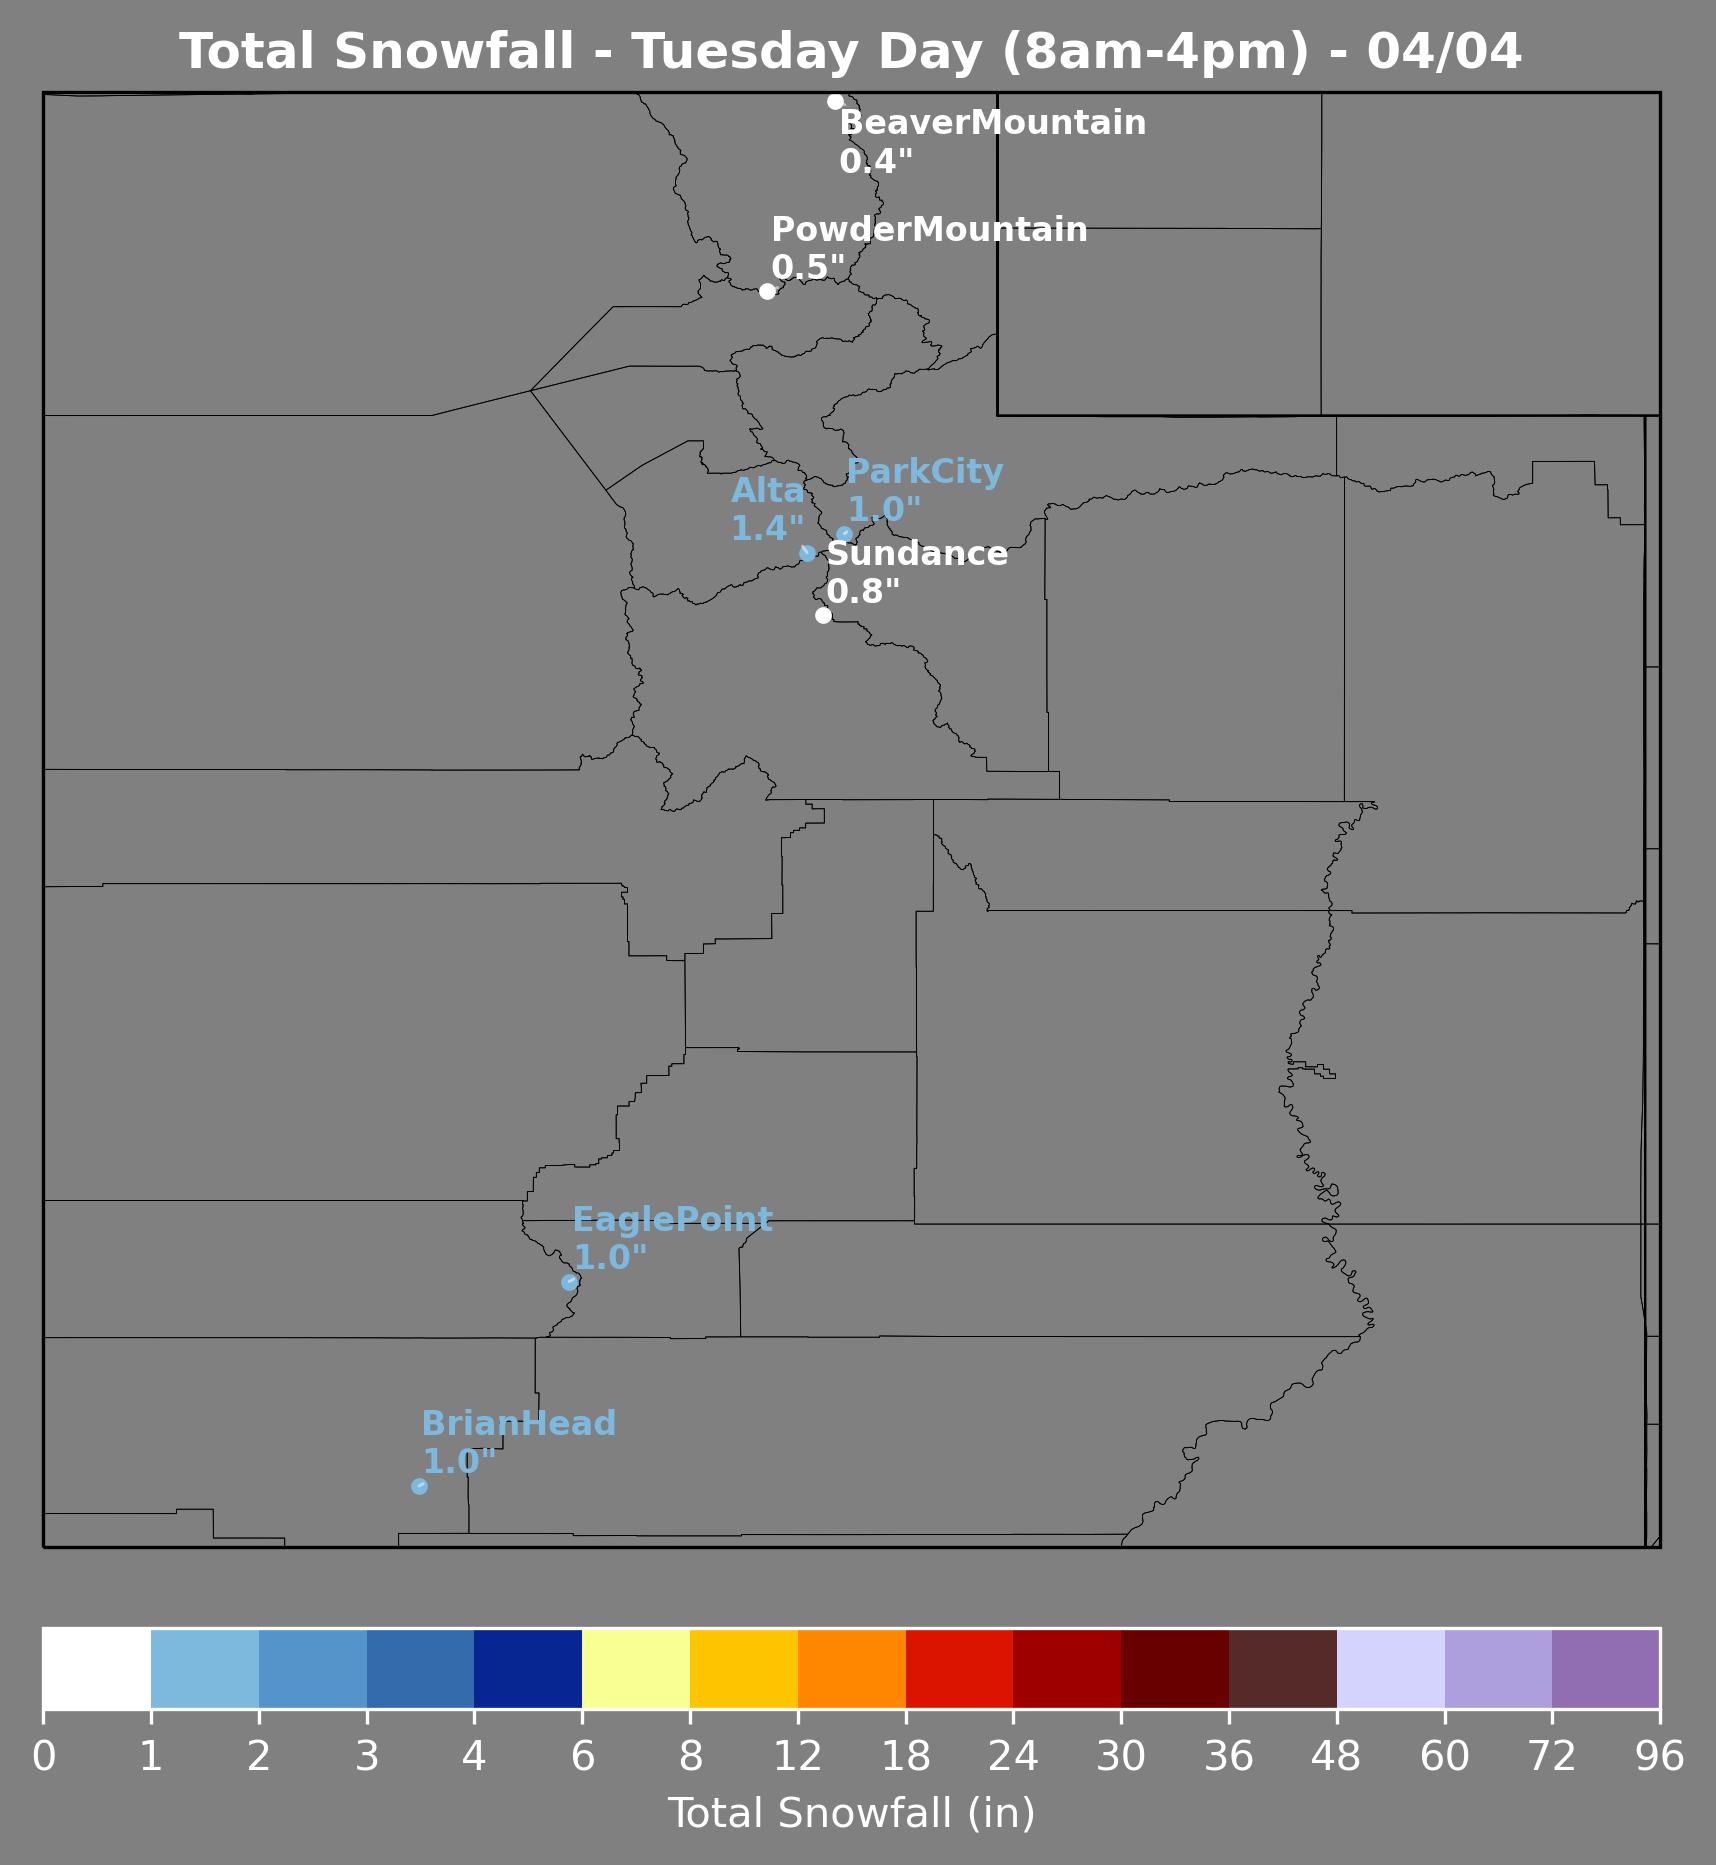 Total Snowfall - Tuesday Day (8am-4pm) - 04/04
BeaverMountain
0.4"
PowderMountain
0.5"
ParkCity
1.0"
Alta
1.4"
Sundance
0.8"
EaglePoint
1.0"
BrianHead
1.0"
0 1 2 3 4 6 8 12 18 24 30 36 48 60 72 96
Total Snowfall (in)